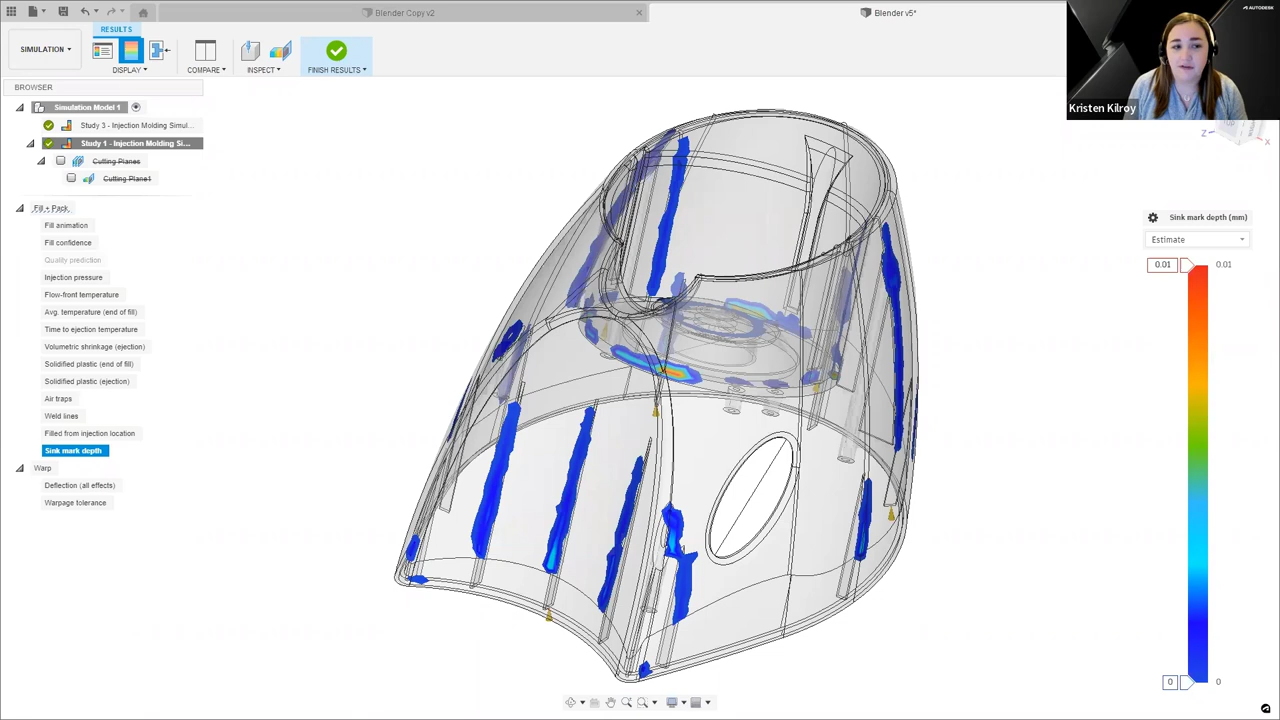 Blender Copy v2
Blender v5*
AUTODESK
RESULTS
SIMULATION
DISPLAY
COMPARE
INSPECT
FINISH RESULTS
Kristen Kilroy
BROWSER
Simulation Model 1
Study 3 - Injection Molding Simul...
Study 1 - Injection Molding Si...
Cutting Planes
Cutting Plane1
Fill + Pack
Fill animation
Fill confidence
Quality prediction
Injection pressure
Flow-front temperature
Avg. temperature (end of fill)
Time to ejection temperature
Volumetric shrinkage (ejection)
Solidified plastic (end of fill)
Solidified plastic (ejection)
Air traps
Weld lines
Filled from injection location
Sink mark depth
Warp
Deflection (all effects)
Warpage tolerance
Z
X
Sink mark depth (mm)
Estimate
0.01 0.01
0 0